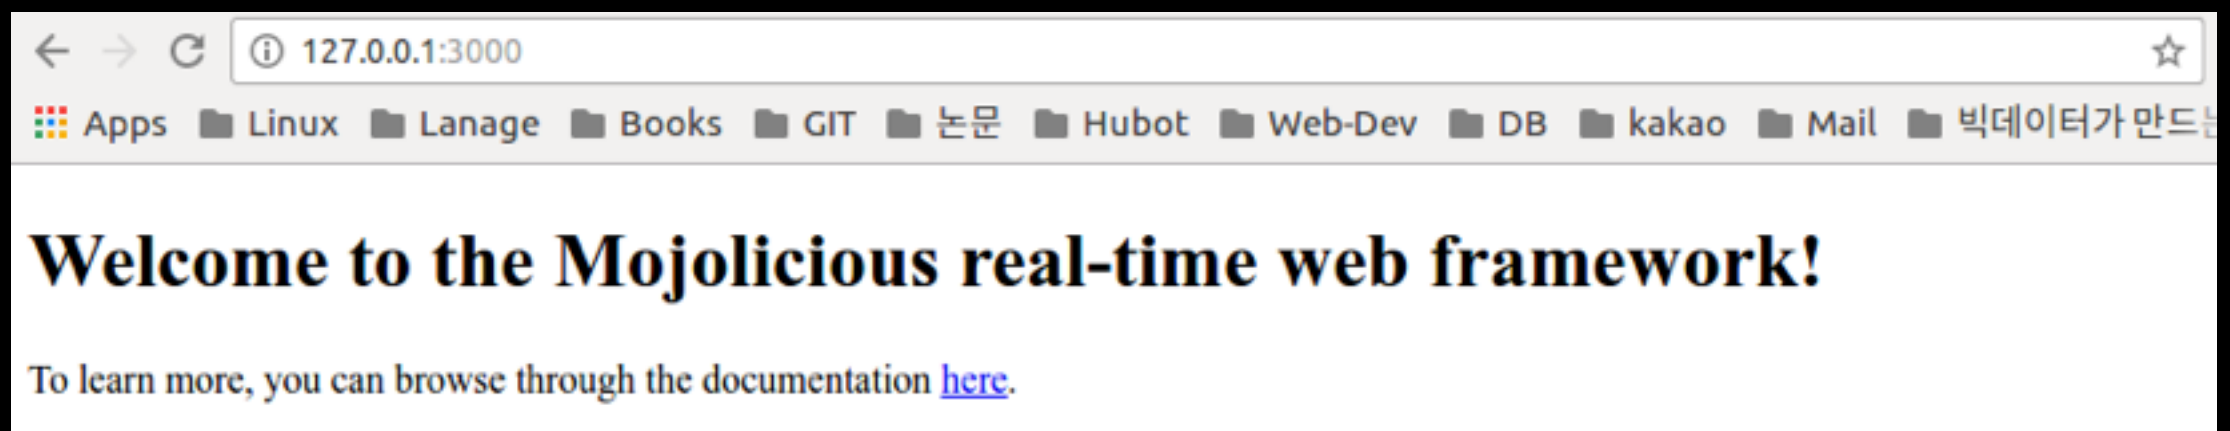 127.0.0.1:3000
Apps Linux Lanage Books GIT 논문 Hubot Web-Dev DB kakao Mail 빅데이터가 만드는
Welcome to the Mojolicious real-time web framework!
To learn more, you can browse through the documentation here.